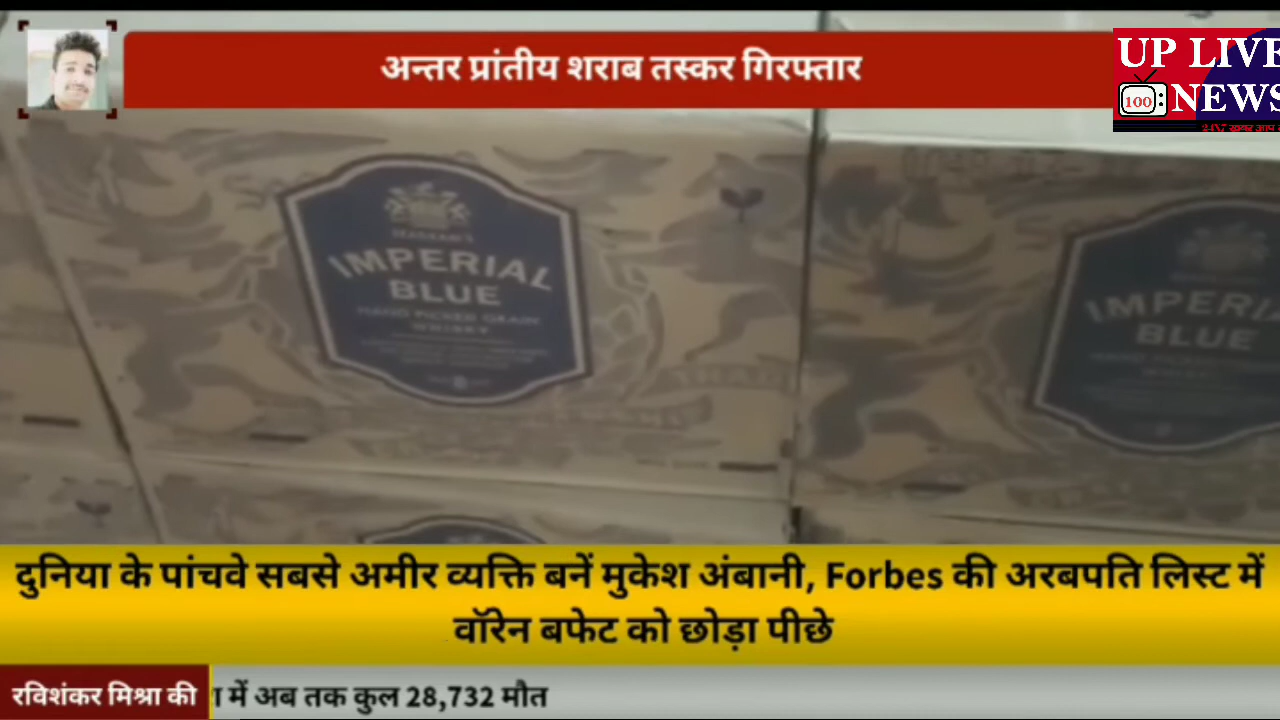 अन्तर प्रांतीय शराब तस्कर गिरफ्तार
UP LIVE
100 NEWS
IMPERIAL
BLUE
HAND PICKED GRAIN
WHISKY
IMPERIA
BLUE
दुनिया के पांचवे सबसे अमीर व्यक्ति बनें मुकेश अंबानी, Forbes की अरबपति लिस्ट में
वॉरेन बफेट को छोड़ा पीछे
रविशंकर मिश्रा की
में अब तक कुल 28,732 मौत